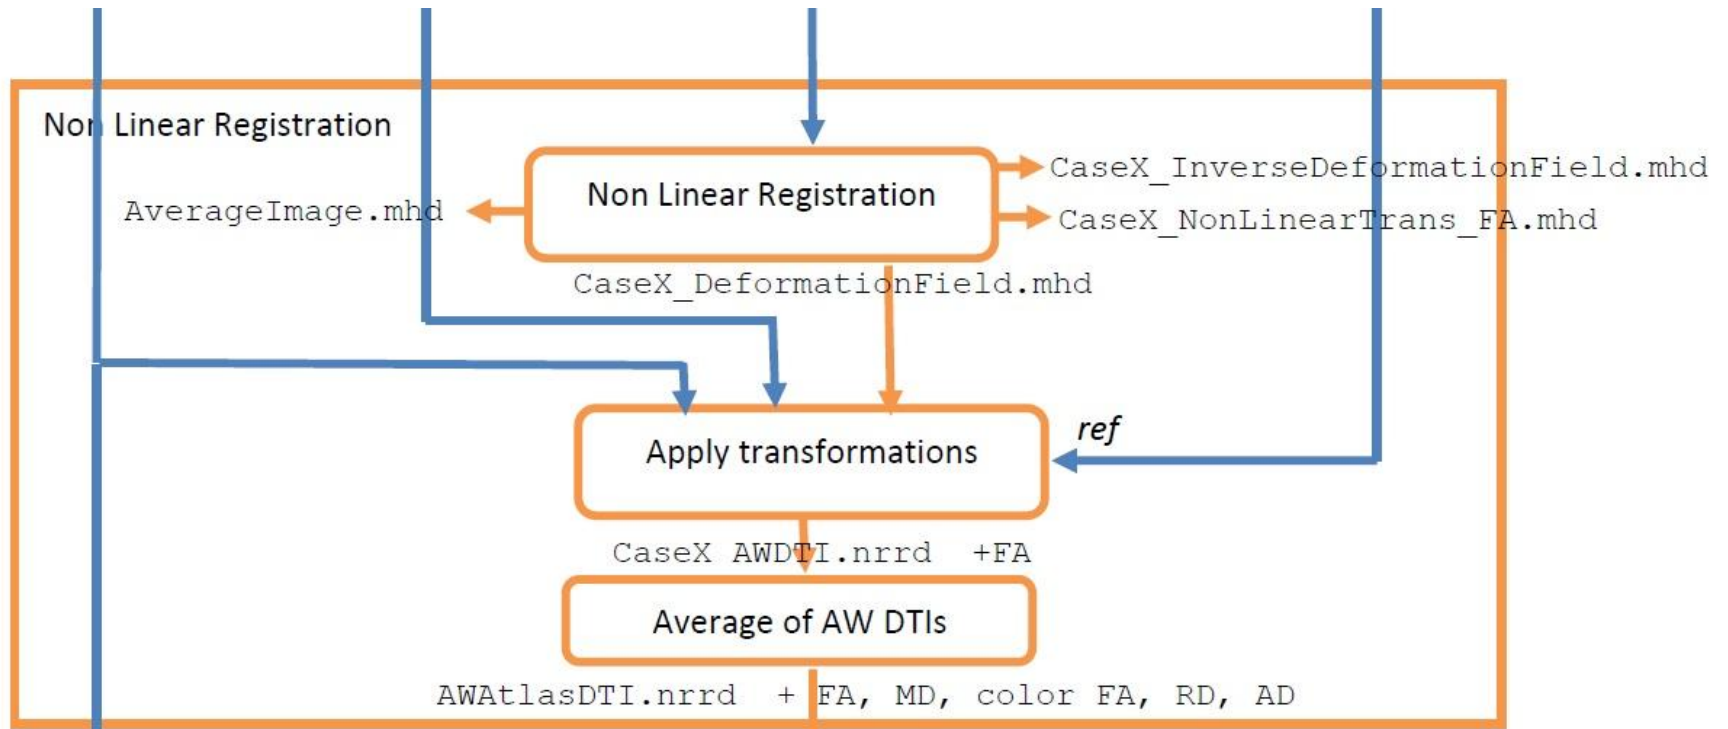 Non Linear Registration
Non Linear Registration
CaseX_InverseDeformationField.mhd
AverageImage.mhd
CaseX_NonLinearTrans_FA.mhd
CaseX_DeformationField.mhd
ref
Apply transformations
CaseX AWDTI.nrrd +FA
Average of AW DTIs
AWAtlasDTI.nrrd + FA, MD, color FA, RD, AD